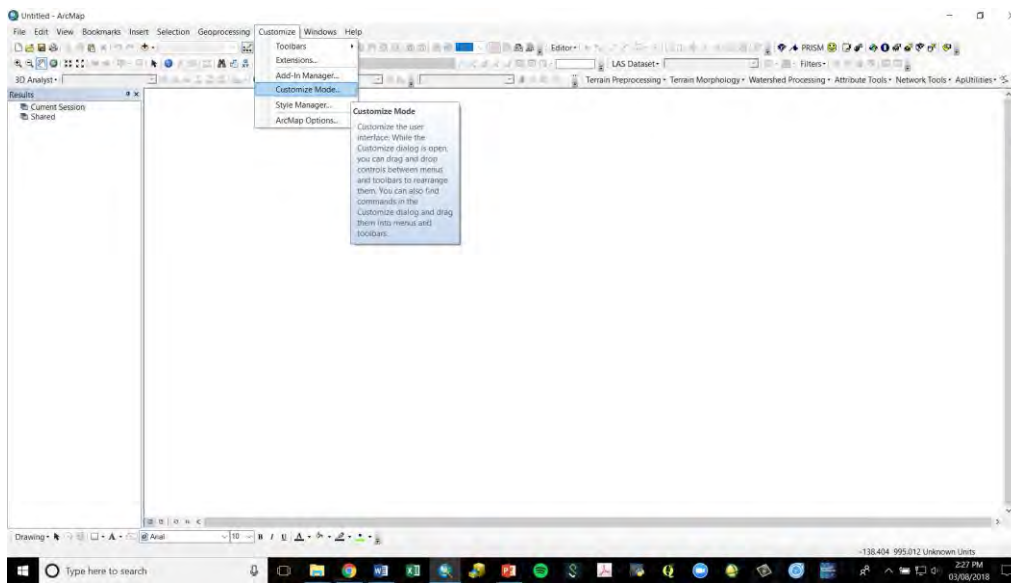 Untitled - ArcMap
File Edit View Bookmarks Insert Selection Geoprocessing Customize Windows Help
Toolbars
Extensions...
Add-In Manager...
Customize Mode...
Style Manager...
ArcMap Options...
Editor
PRISM
LAS Dataset
Filters
3D Analyst
Terrain Preprocessing Terrain Morphology Watershed Processing Attribute Tools Network Tools ApUtilities
Results
Current Session
Shared
Customize Mode
Customize the user
interface. While the
Customize dialog is open,
you can drag and drop
controls between menus
and toolbars to rearrange
them. You can also find
commands in the
Customize dialog and drag
them into menus and
toolbars.
Drawing
A
Arial
10
B I U A
-138.404 995.012 Unknown Units
Type here to search
2:27 PM
03/08/2018